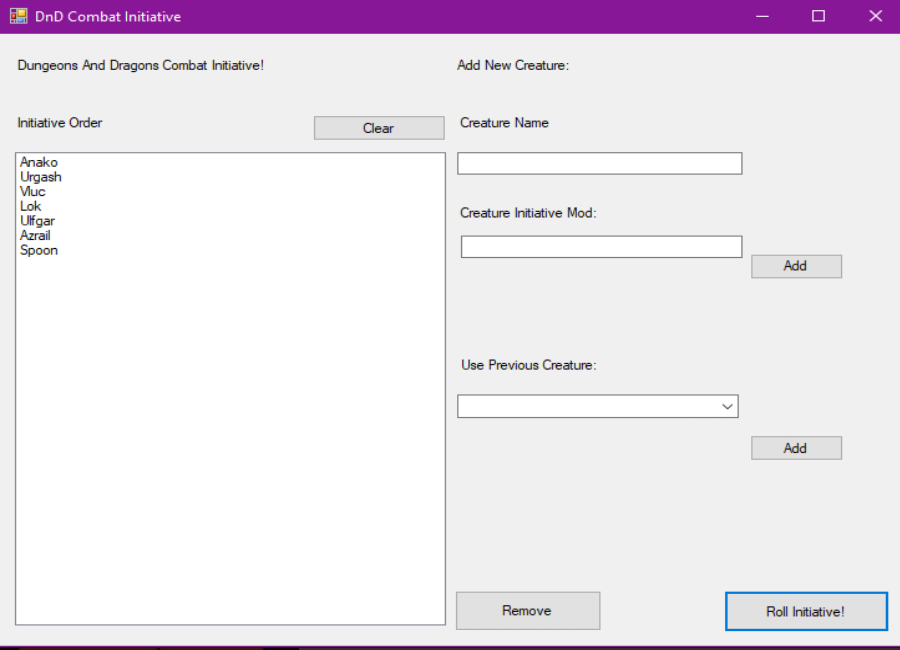 DnD Combat Initiative
Dungeons And Dragons Combat Initiative!
Add New Creature:
Initiative Order
Clear
Creature Name
Anako
Urgash
Vluc
Lok
Ulfgar
Azrail
Spoon
Creature Initiative Mod:
Add
Use Previous Creature:
Add
Remove
Roll Initiative!